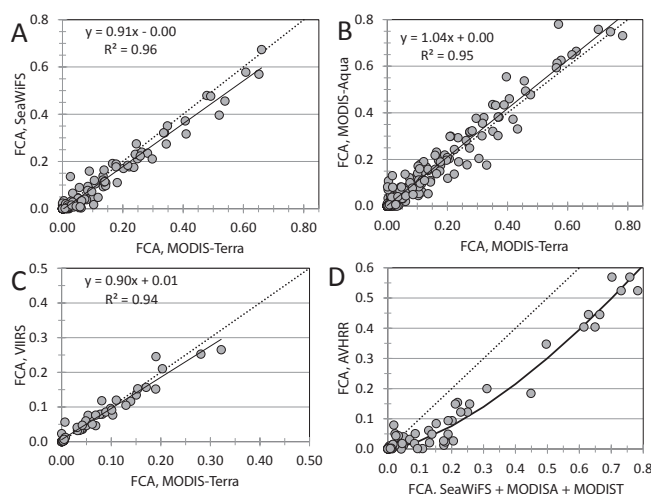 A
y = 0.91x - 0.00
R² = 0.96
FCA, SeaWiFS
0.8
0.6
0.4
0.2
0.0
0.00 0.20 0.40 0.60 0.80
FCA, MODIS-Terra
B
y = 1.04x + 0.00
R² = 0.95
FCA, MODIS-Aqua
0.8
0.6
0.4
0.2
0.0
0.00 0.20 0.40 0.60 0.80
FCA, MODIS-Terra
C
y = 0.90x + 0.01
R² = 0.94
FCA, VIIRS
0.5
0.4
0.3
0.2
0.1
0.0
0.00 0.10 0.20 0.30 0.40 0.50
FCA, MODIS-Terra
D
FCA, AVHRR
0.6
0.5
0.4
0.3
0.2
0.1
0.0
0.0 0.1 0.2 0.3 0.4 0.5 0.6 0.7 0.8
FCA, SeaWiFS + MODISA + MODIST